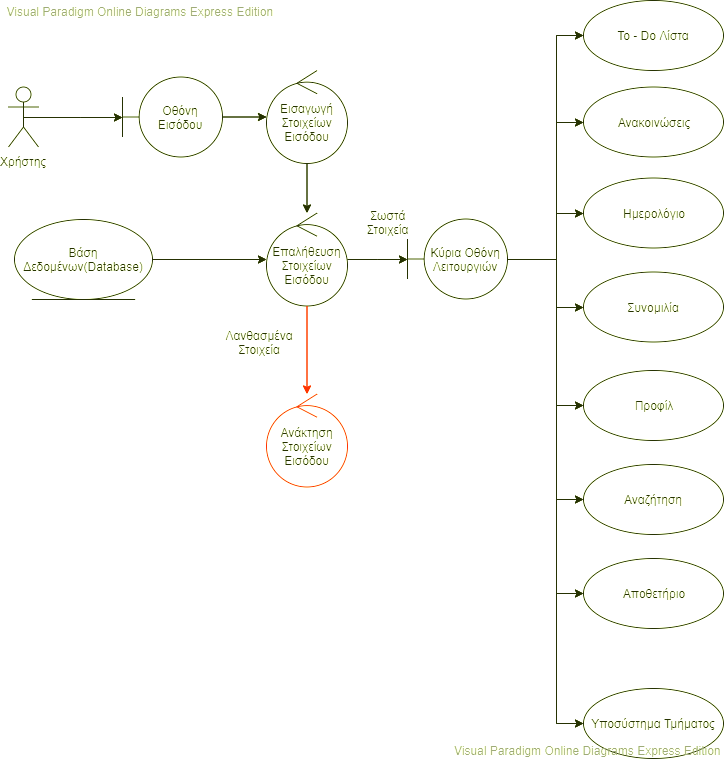 Visual Paradigm Online Diagrams Express Edition
To - Do Λίστα
Οθόνη
Εισόδου
Εισαγωγή
Στοιχείων
Εισόδου
Ανακοινώσεις
Χρήστης
Σωστά
Στοιχεία
Ημερολόγιο
Βάση
Δεδομένων(Database)
Επαλήθευση
Στοιχείων
Εισόδου
Κύρια Οθόνη
Λειτουργιών
Συνομιλία
Λανθασμένα
Στοιχεία
Προφίλ
Ανάκτηση
Στοιχείων
Εισόδου
Αναζήτηση
Αποθετήριο
Υποσύστημα Τμήματος
Visual Paradigm Online Diagrams Express Edition